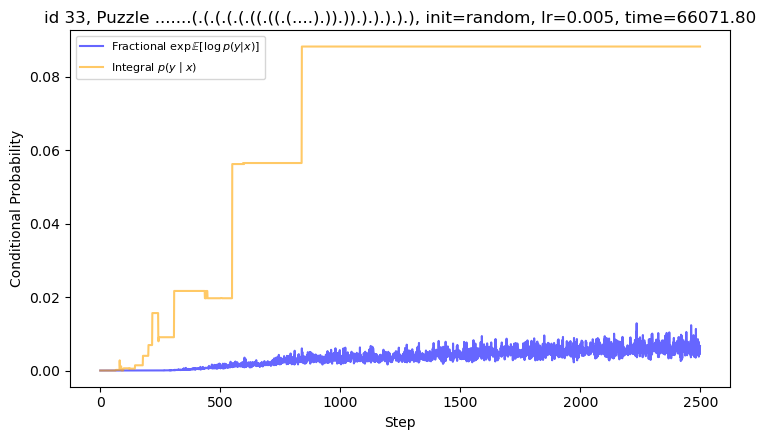 id 33, Puzzle .......(.(.(.(.(.((.((.(....).)).)).).).).).).), init=random, lr=0.005, time=66071.80
Fractional exp𝔼[log p(y|x)]
Integral p(y | x)
Conditional Probability
0.08
0.06
0.04
0.02
0.00
0
500
1000
1500
2000
2500
Step